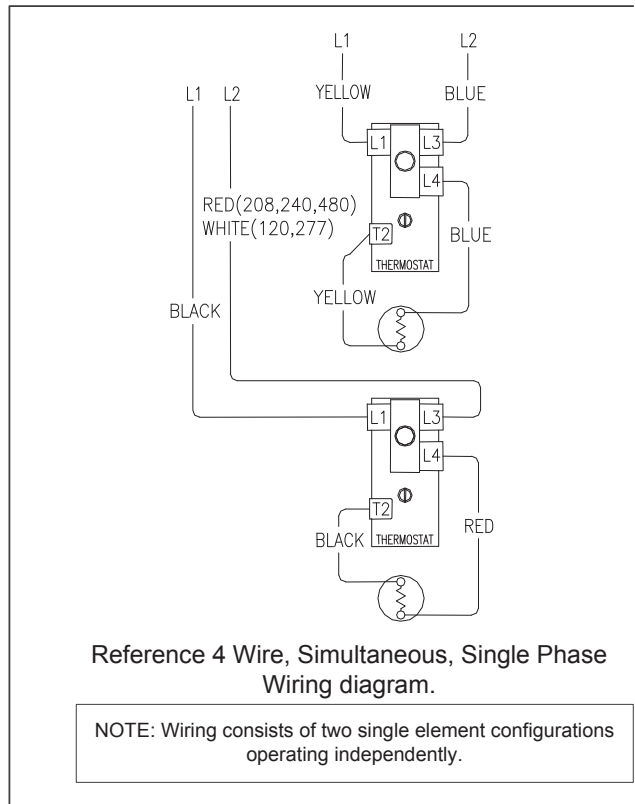 L1 L2
YELLOW BLUE
L1 L2
L1 L3
L4
RED(208,240,480)
WHITE(120,277)
T2
BLUE
THERMOSTAT
YELLOW
BLACK
L1 L3
L4
T2
RED
BLACK
THERMOSTAT
Reference 4 Wire, Simultaneous, Single Phase
Wiring diagram.
NOTE: Wiring consists of two single element configurations
operating independently.